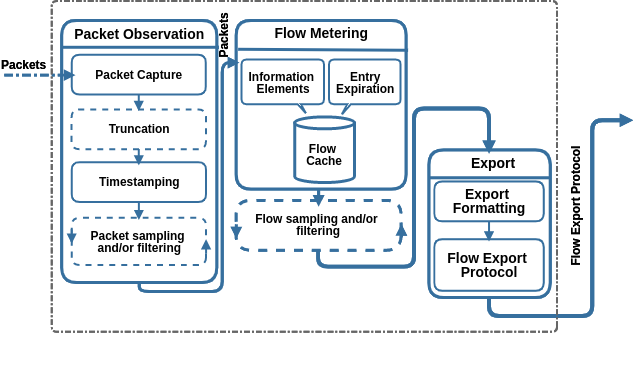 Packets
Packet Observation
Packet Capture
Truncation
Timestamping
Packet sampling
and/or filtering
Packets
Flow Metering
Information
Elements
Entry
Expiration
Flow
Cache
Flow sampling and/or
filtering
Export
Export
Formatting
Flow Export
Protocol
Flow Export Protocol